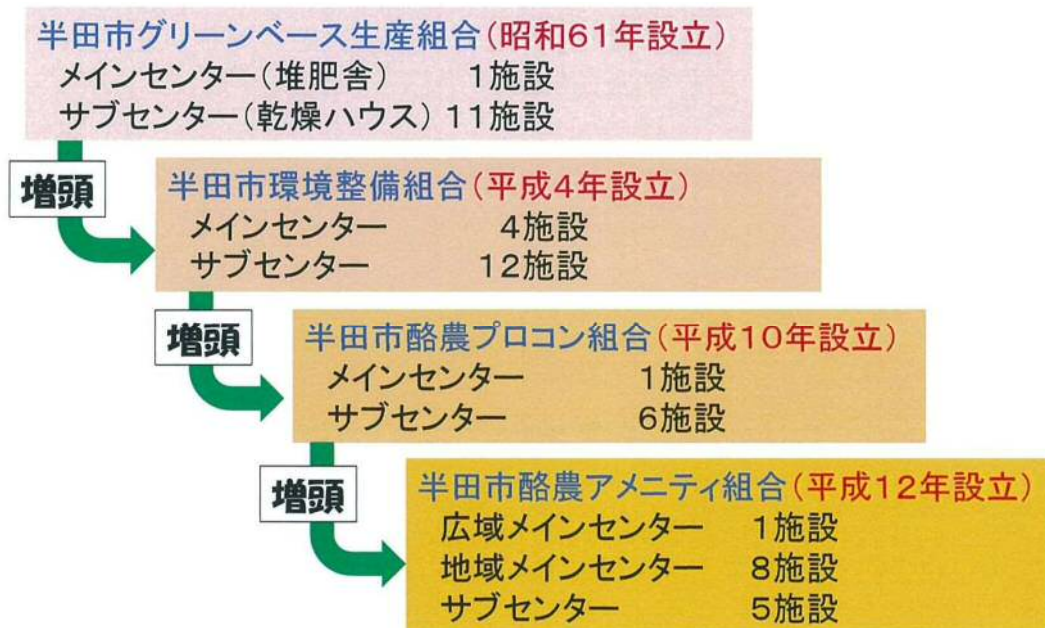 半田市グリーンベース生産組合(昭和61年設立)
メインセンター(堆肥舎) 1施設
サブセンター(乾燥ハウス) 11施設
増頭
半田市環境整備組合(平成4年設立)
メインセンター 4施設
サブセンター 12施設
増頭
半田市酪農プロコン組合(平成10年設立)
メインセンター 1施設
サブセンター 6施設
増頭
半田市酪農アメニティ組合(平成12年設立)
広域メインセンター 1施設
地域メインセンター 8施設
サブセンター 5施設